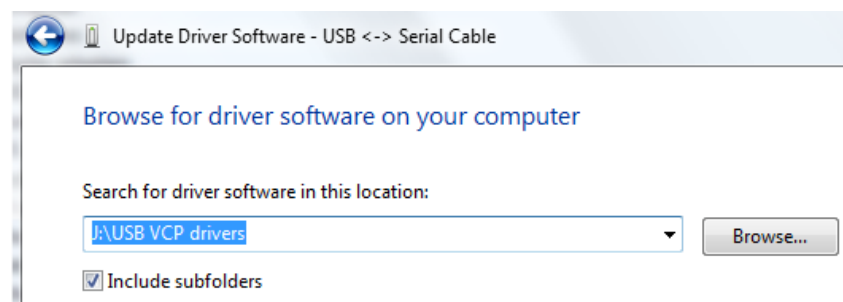 Update Driver Software - USB <-> Serial Cable
Browse for driver software on your computer
Search for driver software in this location:
J:\USB VCP drivers
Browse...
Include subfolders